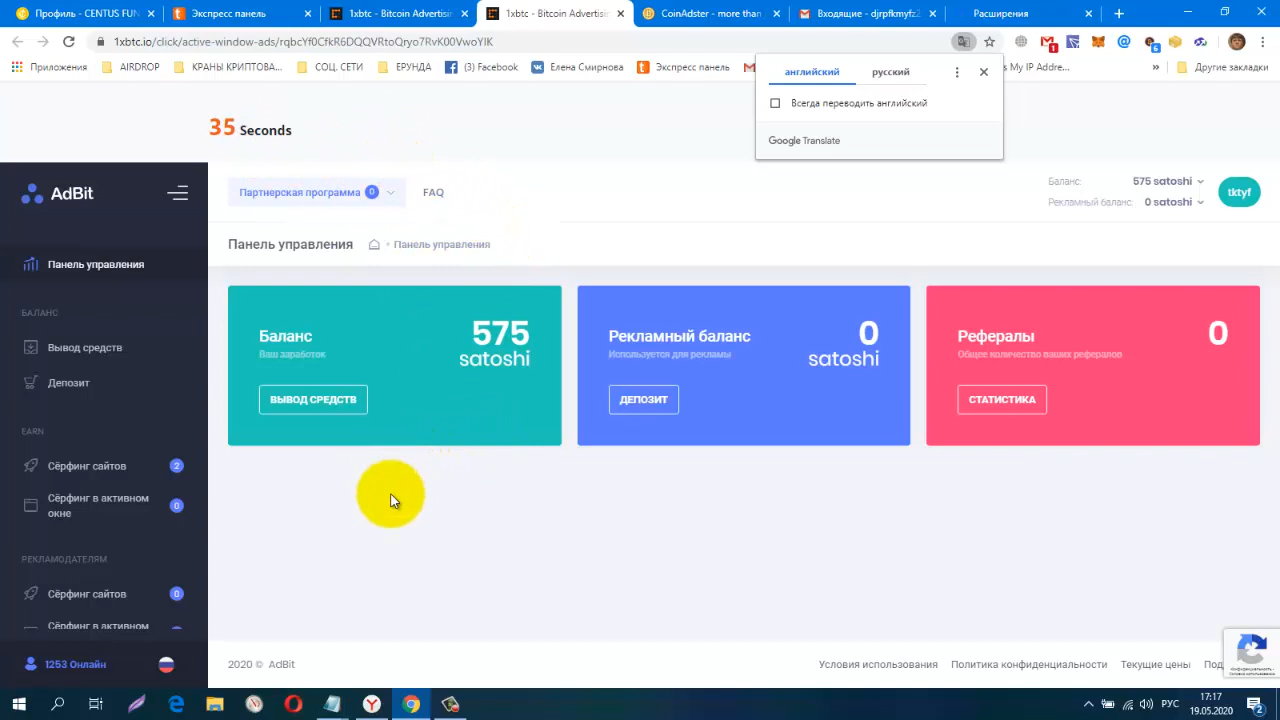 Профиль - CENTUS FUN
1xbtc - Bitcoin Advertisi
1xbtc - Bitcoin Advertisi
CoinAdster - more than
Входящие - djrpfkmyfz2
Расширения
1xbtc.io/click/active-window-ads/rqbcYf0CfkR6DQQVRtoQryo7RvK00VwoYIK
Приложения
AIRDROP
КРАНЫ КРИПТОВА...
СОЦ. СЕТИ
ЕРУНДА
(3) Facebook
Елена Смирнова
Экспресс панель
s My IP Addre...
»
Другие закладки
английский
русский
Всегда переводить английский
Google Translate
35 Seconds
AdBit
Партнерская программа 0
FAQ
Баланс: 575 satoshi
Рекламный баланс: 0 satoshi
tktyf
Панель управления
Панель управления
Панель управления
БАЛАНС
Вывод средств
Депозит
EARN
Сёрфинг сайтов 2
Сёрфинг в активном
окне
0
РЕКЛАМОДАТЕЛЯМ
Сёрфинг сайтов 0
Сёрфинг в активном
1253 Онлайн
Баланс
Ваш заработок
575
satoshi
ВЫВОД СРЕДСТВ
Рекламный баланс
Используется для рекламы
0
satoshi
ДЕПОЗИТ
Рефералы
Общее количество ваших рефералов
0
СТАТИСТИКА
2020 © AdBit
Условия использования
Политика конфиденциальности
Текущие цены
Под
РУС
17:17
19.05.2020
2